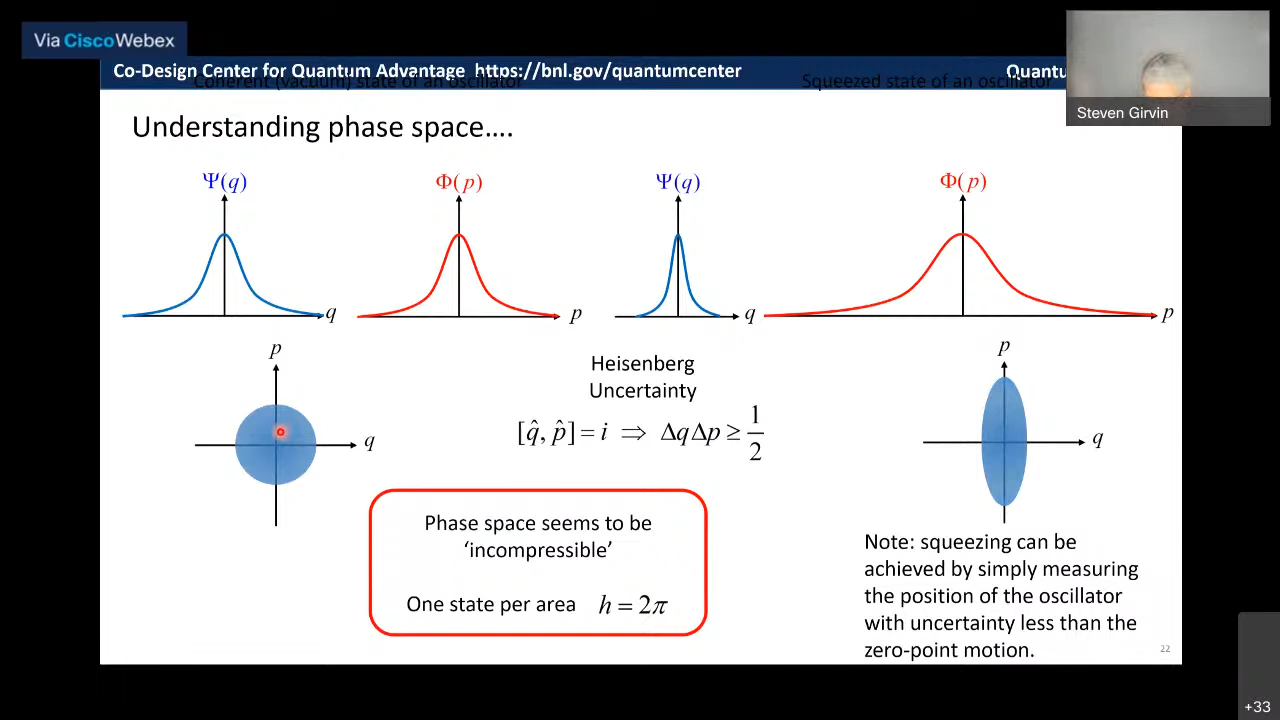 Via Cisco Webex
Co-Design Center for Quantum Advantage https://bnl.gov/quantumcenter
Quantu
Coherent (vacuum) state of an oscillator
Squeezed state of an oscillator
Steven Girvin
Understanding phase space….
Ψ(q)
Φ(p)
Ψ(q)
Φ(p)
q
p
q
p
p
q
Heisenberg
Uncertainty
[q̂, p̂] = i ⇒ ΔqΔp ≥ 1/2
p
q
Phase space seems to be
‘incompressible’
One state per area h = 2π
Note: squeezing can be
achieved by simply measuring
the position of the oscillator
with uncertainty less than the
zero-point motion.
22
+33